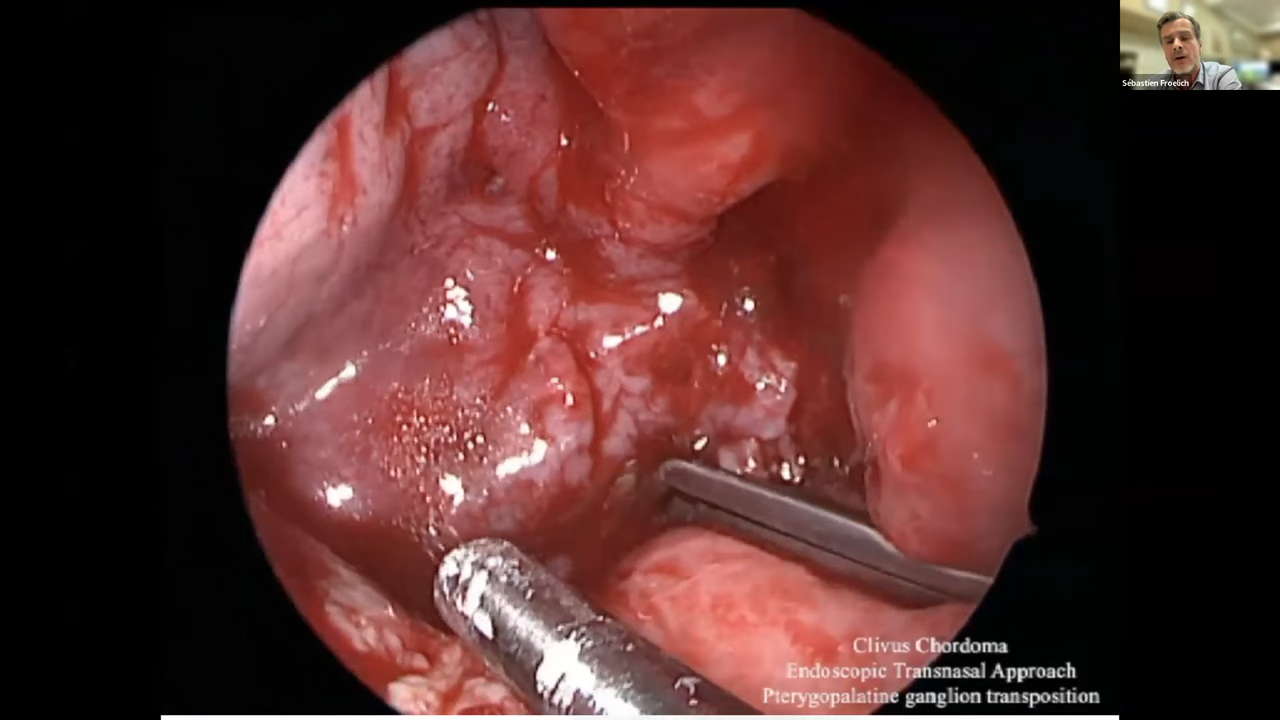 Sébastien Froelich
Clivus Chordoma
Endoscopic Transnasal Approach
Pterygopalatine ganglion transposition